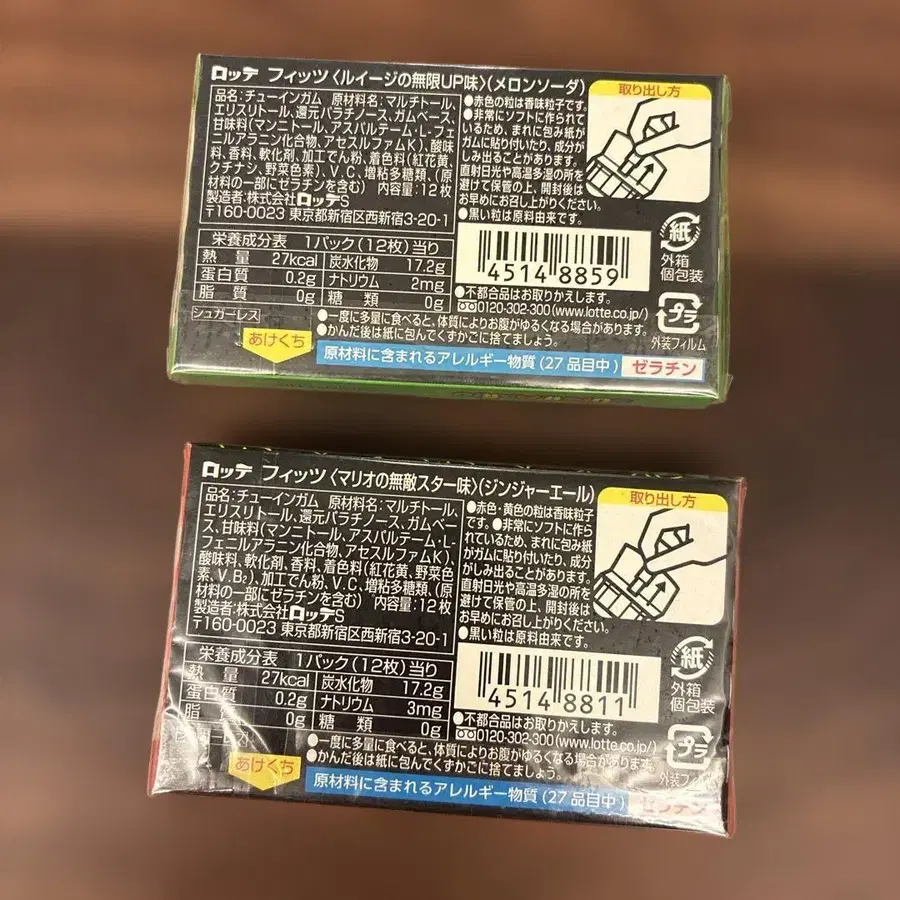 ロッテ フィッツ〈ルイージの無限UP味〉(メロンソーダ)
品名:チューインガム 原材料名:マルチトール、
エリスリトール、還元パラチノース、ガムベース、
甘味料(マンニトール、アスパルテーム・L-フェ
ニルアラニン化合物、アセスルファムK)、酸味
料、香料、軟化剤、加工でん粉、着色料(紅花黄、
クチナシ、野菜色素)、V.C、増粘多糖類、(原
材料の一部にゼラチンを含む) 内容量:12枚
製造者:株式会社ロッテS
〒160-0023 東京都新宿区西新宿3-20-1
栄養成分表 1パック(12枚)当り
熱量 27kcal 炭水化物 17.2g
蛋白質 0.2g ナトリウム 2mg
脂質 0g 糖類 0g
シュガーレス
あけくち
●赤色の粒は香味粒子です。
●非常にソフトに作られ
ているため、まれに包み紙が
ガムに貼り付いたり、成分が
しみ出ることがあります。
直射日光や高温多湿の所を
避けて保管の上、開封後は
お早めにお召し上がりください。
●黒い粒は原料由来です。
取り出し方
4514 8859
紙
外箱
個包装
プラ
外装フィルム
●不都合品はお取りかえします。
0120-302-300(www.lotte.co.jp/)
●一度に多量に食べると、体質によりお腹がゆるくなる場合があります。
●かんだ後は紙に包んでくずかごに捨てましょう。
原材料に含まれるアレルギー物質(27品目中) ゼラチン
ロッテ フィッツ〈マリオの無敵スター味〉(ジンジャーエール)
品名:チューインガム 原材料名:マルチトール、
エリスリトール、還元パラチノース、ガムベー
ス、甘味料(マンニトール、アスパルテーム・L-
フェニルアラニン化合物、アセスルファムK)、
酸味料、軟化剤、香料、着色料(紅花黄、野菜色
素、V.B₂)、加工でん粉、V.C、増粘多糖類、(原
材料の一部にゼラチンを含む) 内容量:12枚
製造者:株式会社ロッテS
〒160-0023 東京都新宿区西新宿3-20-1
栄養成分表 1パック(12枚)当り
熱量 27kcal 炭水化物 17.2g
蛋白質 0.2g ナトリウム 3mg
脂質 0g 糖類 0g
あけくち
●赤色・黄色の粒は香味粒子
です。●非常にソフトに作ら
れているため、まれに包み紙
がガムに貼り付いたり、成分
がしみ出ることがあります。
直射日光や高温多湿の所を
避けて保管の上、開封後は
お早めにお召し上がりください。
●黒い粒は原料由来です。
取り出し方
4514 8811
紙
外箱
個包装
プラ
外装フィルム
●不都合品はお取りかえします。
0120-302-300(www.lotte.co.jp/)
●一度に多量に食べると、体質によりお腹がゆるくなる場合があります。
●かんだ後は紙に包んでくずかごに捨てましょう。
原材料に含まれるアレルギー物質(27品目中) ゼラチン